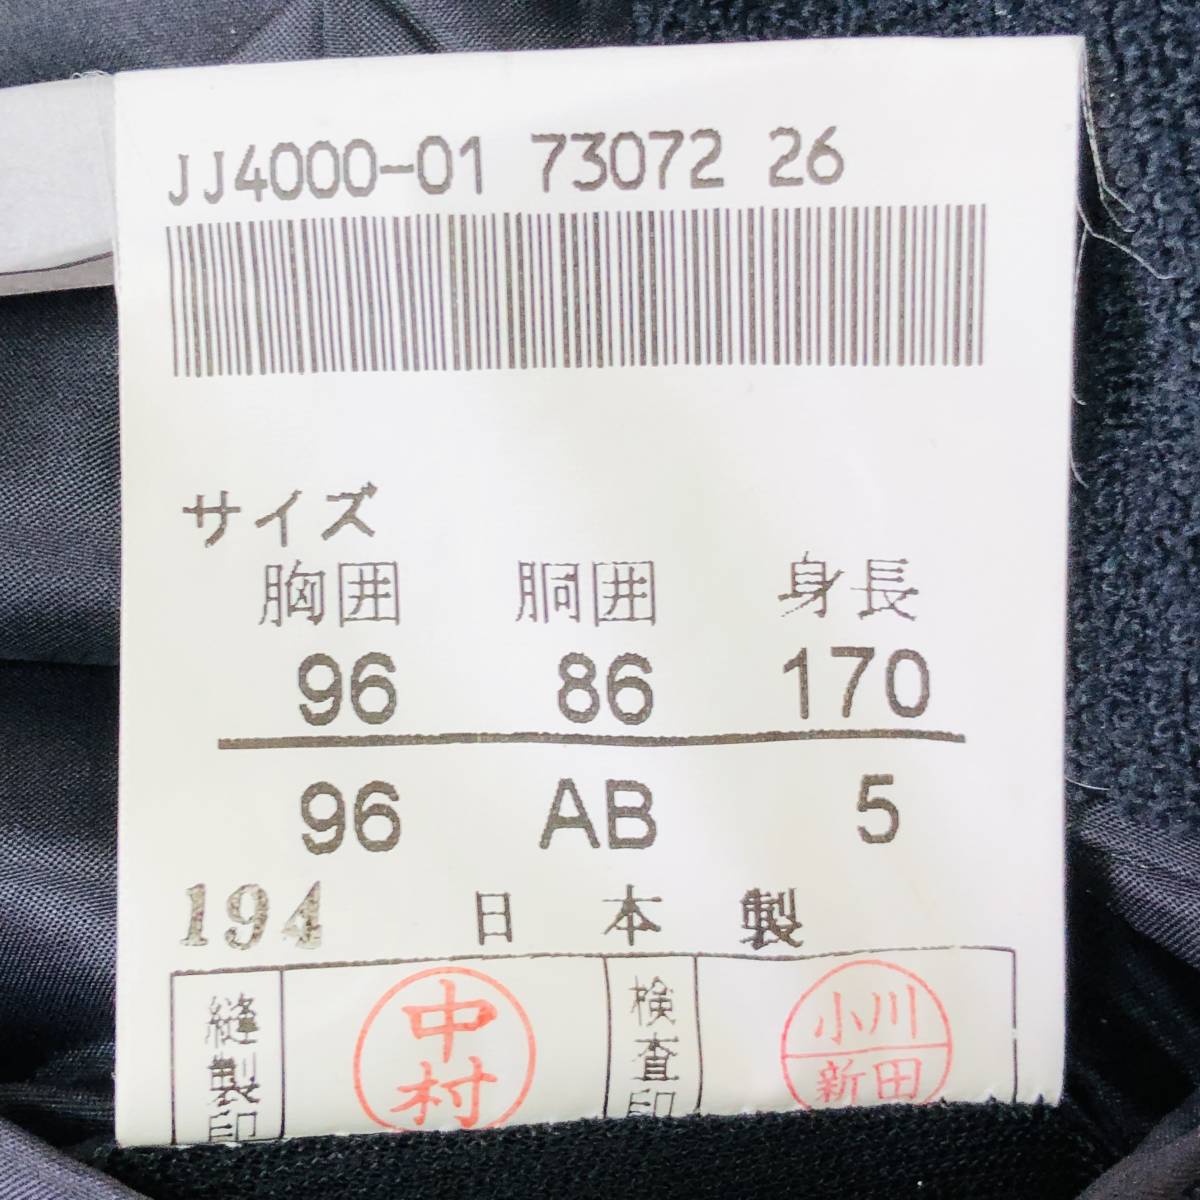 JJ4000-01 73072 26
サイズ
胸囲 胴囲 身長
96 86 170
96 AB 5
194 日本製
縫製印 中村 検査印 小川 新田